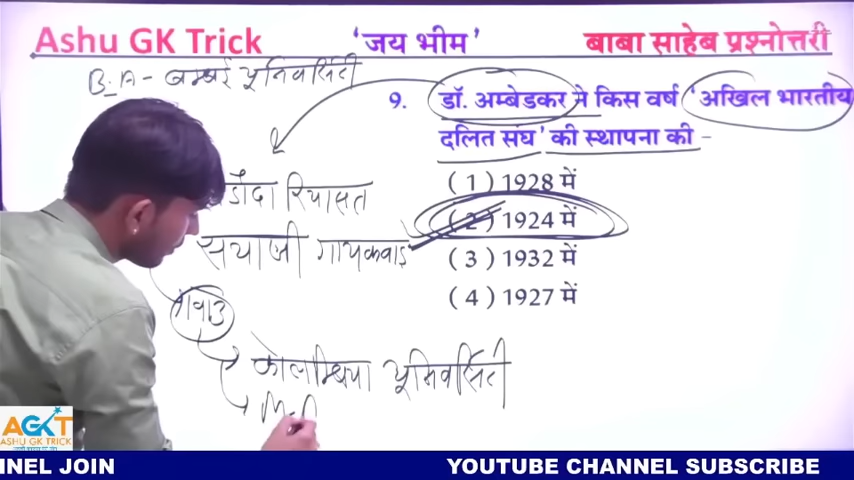 Ashu GK Trick 'जय भीम' बाबा साहेब प्रश्नोत्तरी
B.A - बम्बई यूनिवर्सिटी
9. डॉ. अम्बेडकर ने किस वर्ष 'अखिल भारतीय
दलित संघ' की स्थापना की -
(1) 1928 में
(2) 1924 में
(3) 1932 में
(4) 1927 में
रियासत
सयाजी गायकवाड़
कोलम्बिया यूनिवर्सिटी
AGKT
ASHU GK TRICK
NNEL JOIN YOUTUBE CHANNEL SUBSCRIBE